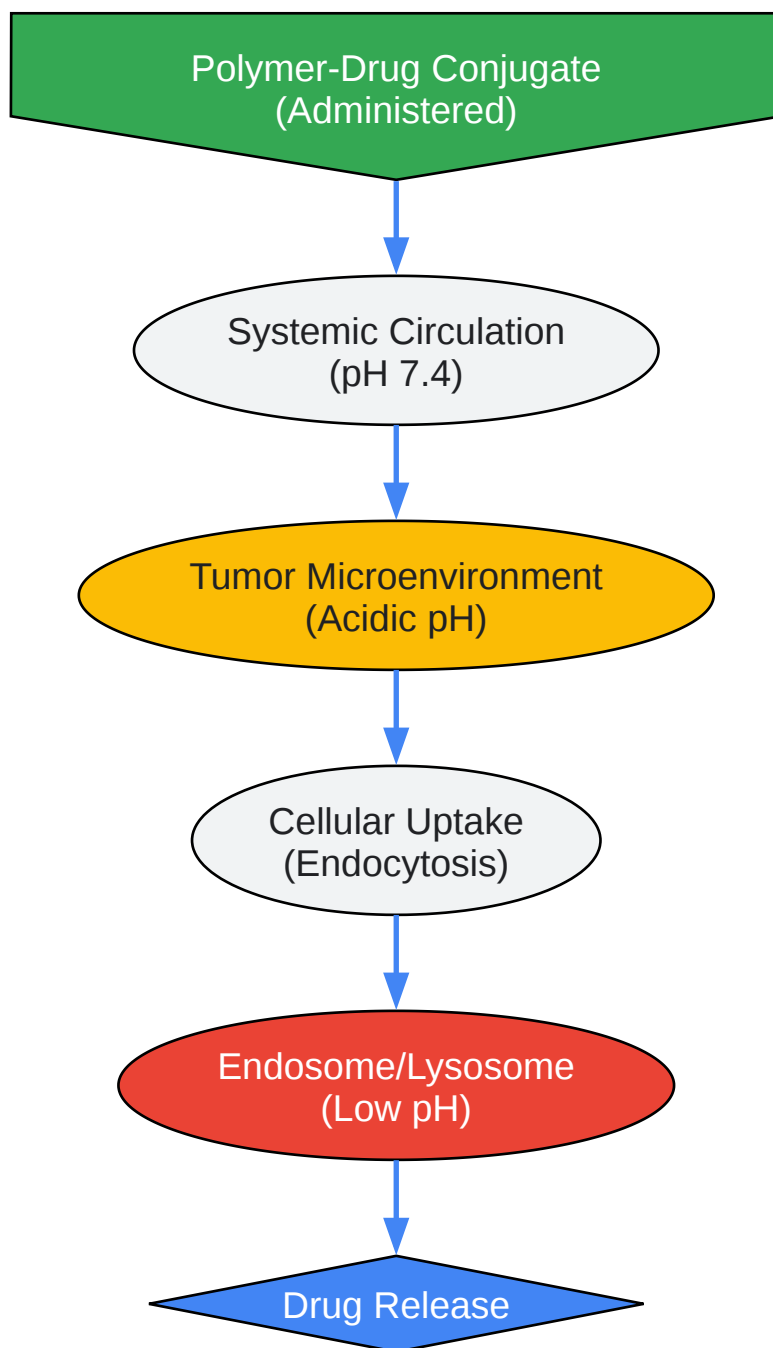 Polymer-Drug Conjugate
(Administered)
Systemic Circulation
(pH 7.4)
Tumor Microenvironment
(Acidic pH)
Cellular Uptake
(Endocytosis)
Endosome/Lysosome
(Low pH)
Drug Release